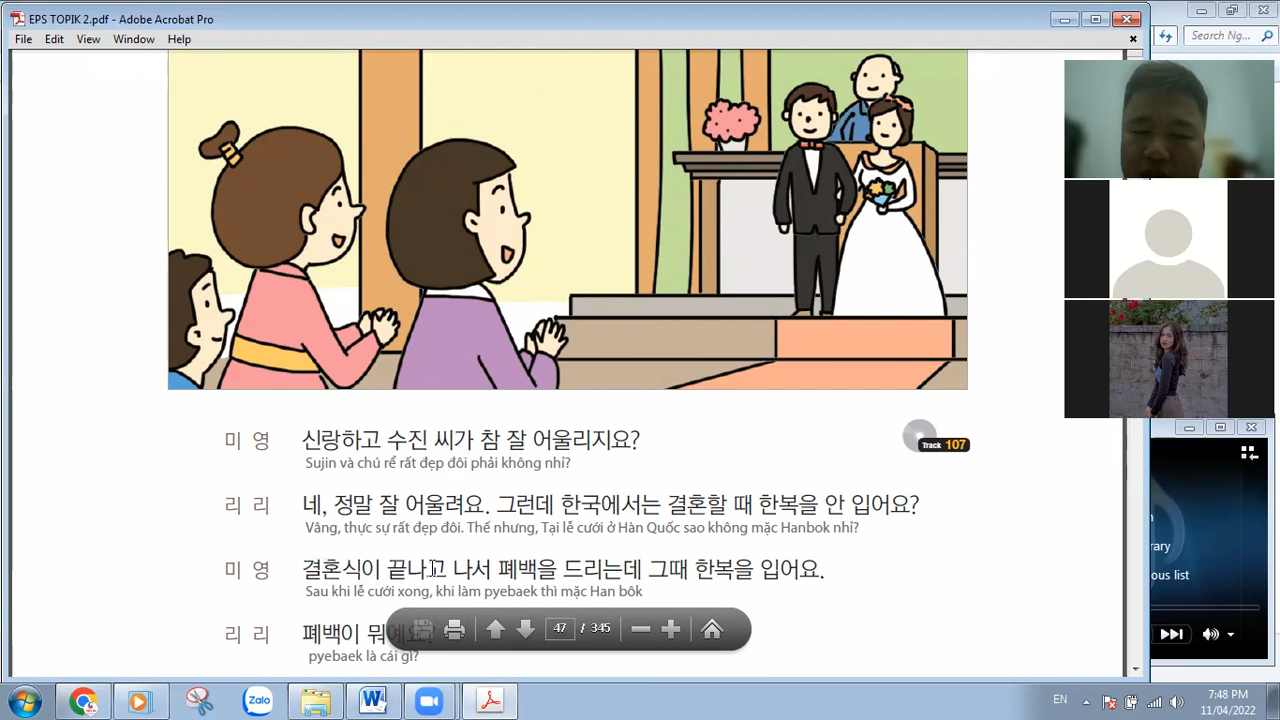 EPS TOPIK 2.pdf - Adobe Acrobat Pro
File Edit View Window Help
Search Ng...
미 영 신랑하고 수진 씨가 참 잘 어울리지요?
Track 107
Sujin và chú rể rất đẹp đôi phải không nhỉ?
리 리 네, 정말 잘 어울려요. 그런데 한국에서는 결혼할 때 한복을 안 입어요?
Vâng, thực sự rất đẹp đôi. Thế nhưng, Tại lễ cưới ở Hàn Quốc sao không mặc Hanbok nhỉ?
미 영 결혼식이 끝나고 나서 폐백을 드리는데 그때 한복을 입어요.
Sau khi lễ cưới xong, khi làm pyebaek thì mặc Han bôk
리 리 폐백이 뭐예요?
pyebaek là cái gì?
47 / 345
rary
ous list
Zalo
W
EN
7:48 PM
11/04/2022